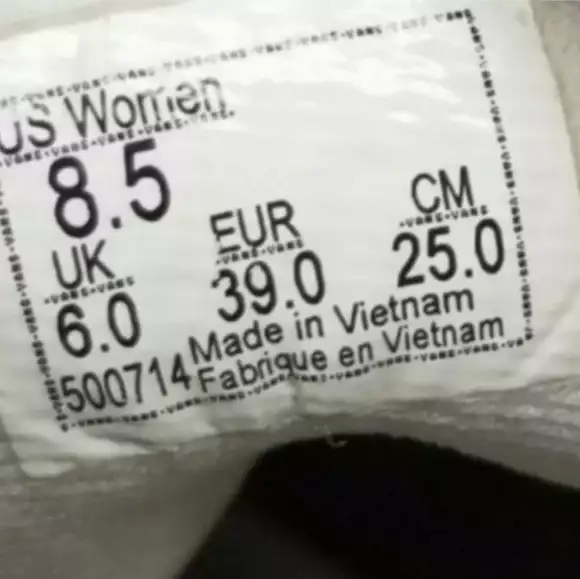 US Women
8.5
UK EUR CM
6.0 39.0 25.0
500714 Made in Vietnam
Fabrique en Vietnam